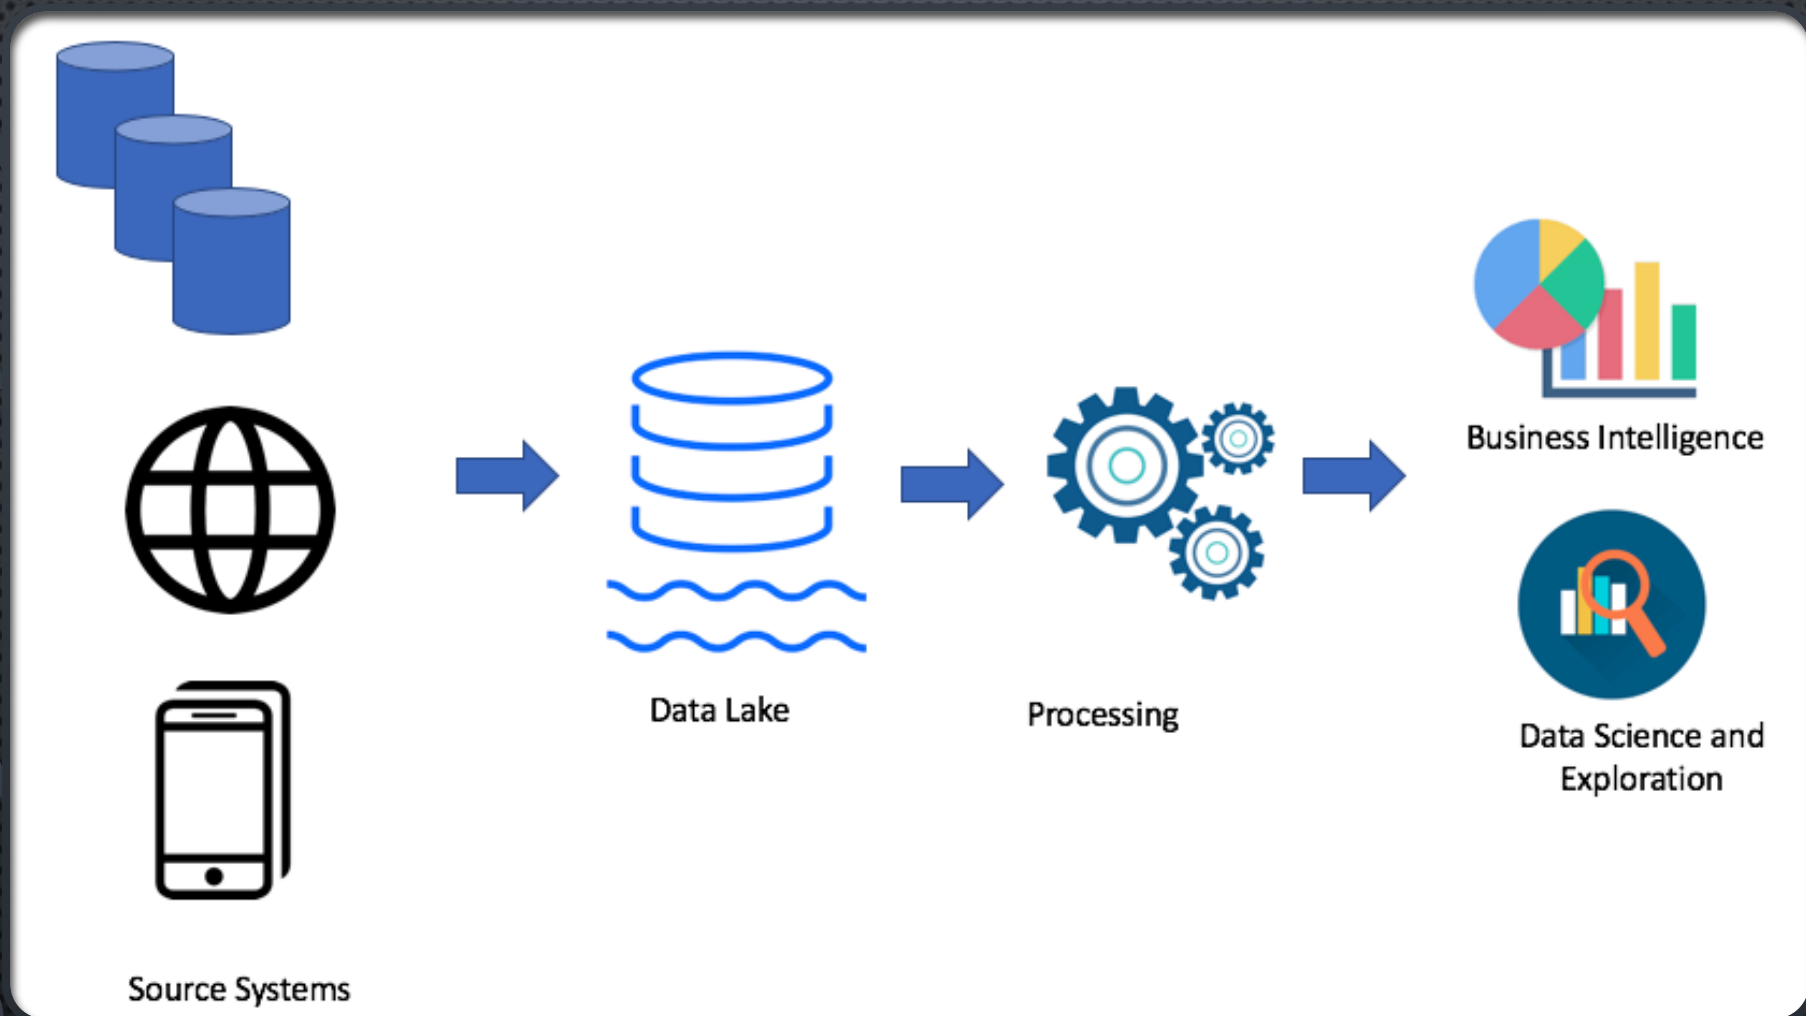 Source Systems
Data Lake
Processing
Business Intelligence
Data Science and
Exploration